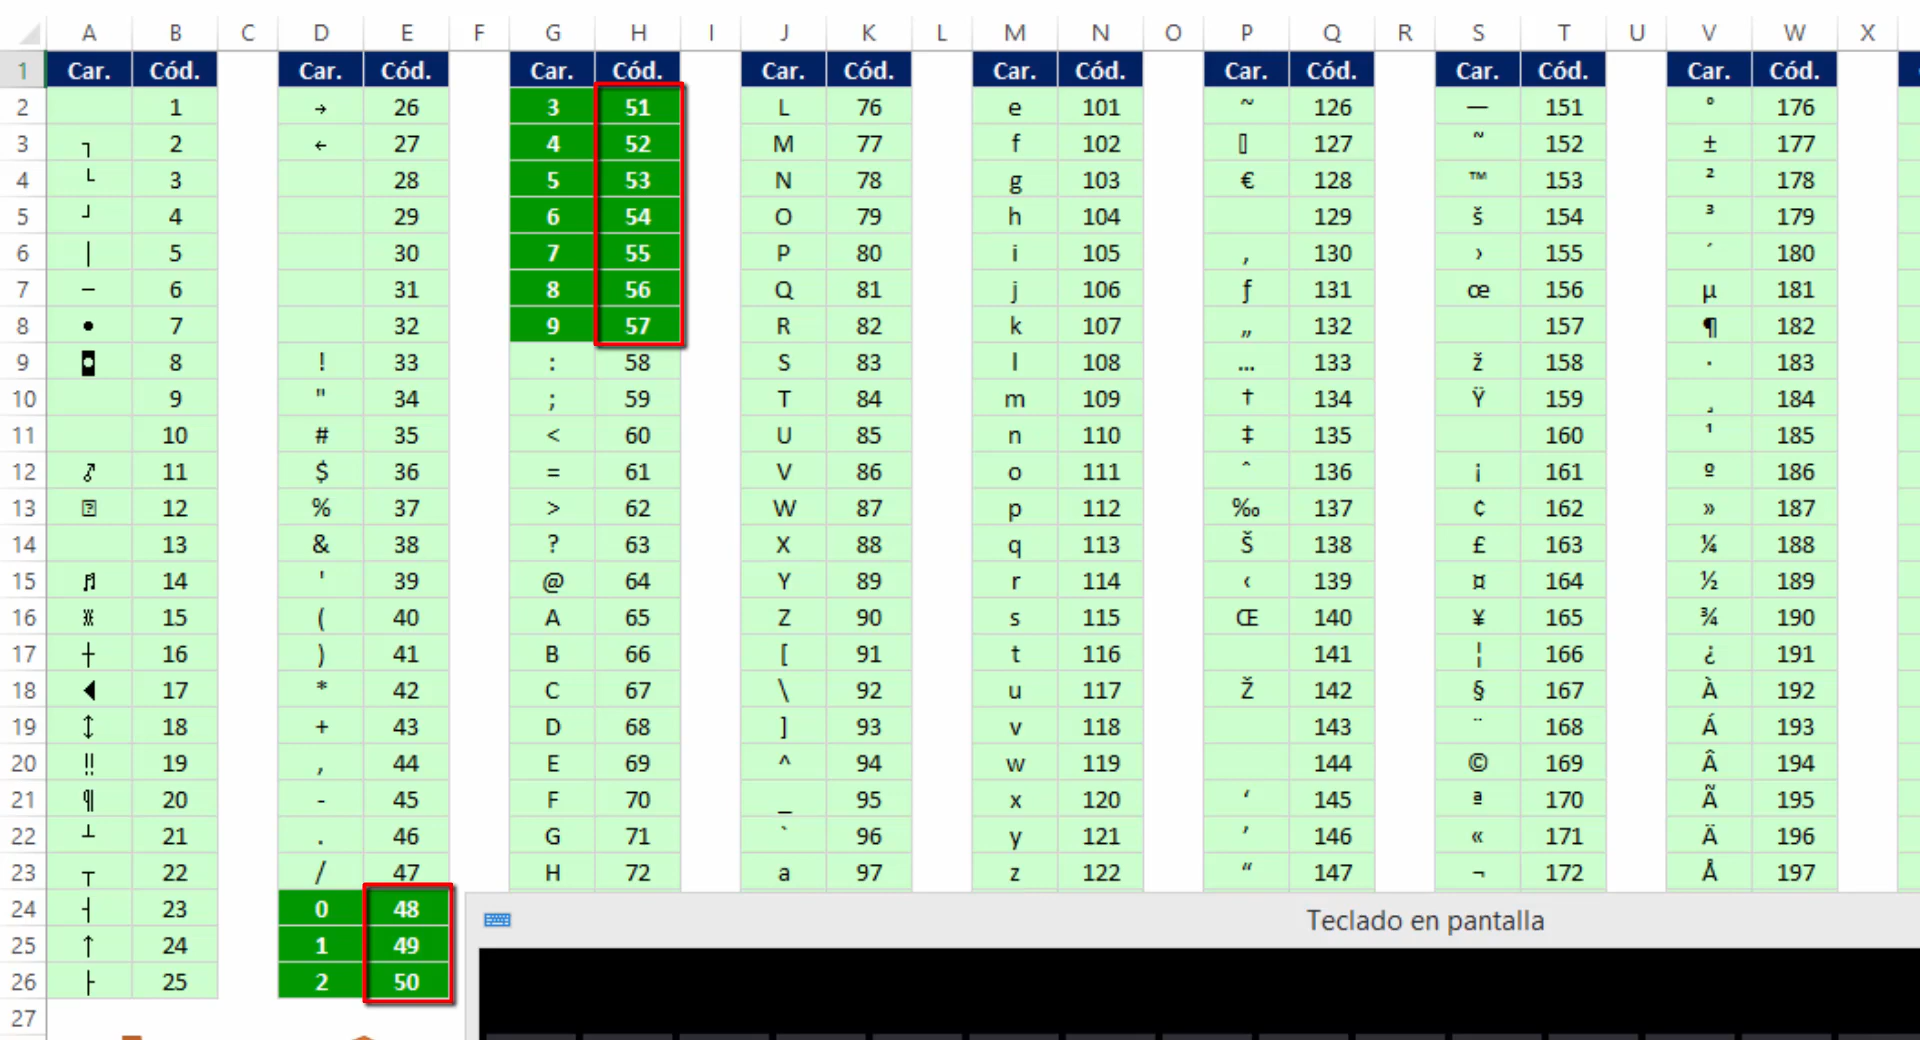 A B C D E F G H I J K L M N O P Q R S T U V W X
1 Car. Cód. Car. Cód. Car. Cód. Car. Cód. Car. Cód. Car. Cód. Car. Cód. Car. Cód.
2 1 → 26 3 51 L 76 e 101 ~ 126 — 151 ° 176
3 ┐ 2 ← 27 4 52 M 77 f 102 ▯ 127 ˜ 152 ± 177
4 └ 3 28 5 53 N 78 g 103 € 128 ™ 153 ² 178
5 ┘ 4 29 6 54 O 79 h 104 129 š 154 ³ 179
6 │ 5 30 7 55 P 80 i 105 ‚ 130 › 155 ´ 180
7 ─ 6 31 8 56 Q 81 j 106 ƒ 131 œ 156 µ 181
8 • 7 32 9 57 R 82 k 107 „ 132 157 ¶ 182
9 ◘ 8 ! 33 : 58 S 83 l 108 … 133 ž 158 · 183
10 9 " 34 ; 59 T 84 m 109 † 134 Ÿ 159 ¸ 184
11 10 # 35 < 60 U 85 n 110 ‡ 135 160 ¹ 185
12 ♂ 11 $ 36 = 61 V 86 o 111 ˆ 136 ¡ 161 º 186
13 12 % 37 > 62 W 87 p 112 ‰ 137 ¢ 162 » 187
14 13 & 38 ? 63 X 88 q 113 Š 138 £ 163 ¼ 188
15 ♫ 14 ' 39 @ 64 Y 89 r 114 ‹ 139 ¤ 164 ½ 189
16 15 ( 40 A 65 Z 90 s 115 Œ 140 ¥ 165 ¾ 190
17 ┼ 16 ) 41 B 66 [ 91 t 116 141 ¦ 166 ¿ 191
18 ◄ 17 * 42 C 67 \ 92 u 117 Ž 142 § 167 À 192
19 ↕ 18 + 43 D 68 ] 93 v 118 143 ¨ 168 Á 193
20 ‼ 19 , 44 E 69 ^ 94 w 119 144 © 169 Â 194
21 ¶ 20 - 45 F 70 _ 95 x 120 ‘ 145 ª 170 Ã 195
22 ┴ 21 . 46 G 71 ` 96 y 121 ’ 146 « 171 Ä 196
23 ┬ 22 / 47 H 72 a 97 z 122 “ 147 ¬ 172 Å 197
24 ┤ 23 0 48
25 ↑ 24 1 49
26 ├ 25 2 50
27
Teclado en pantalla